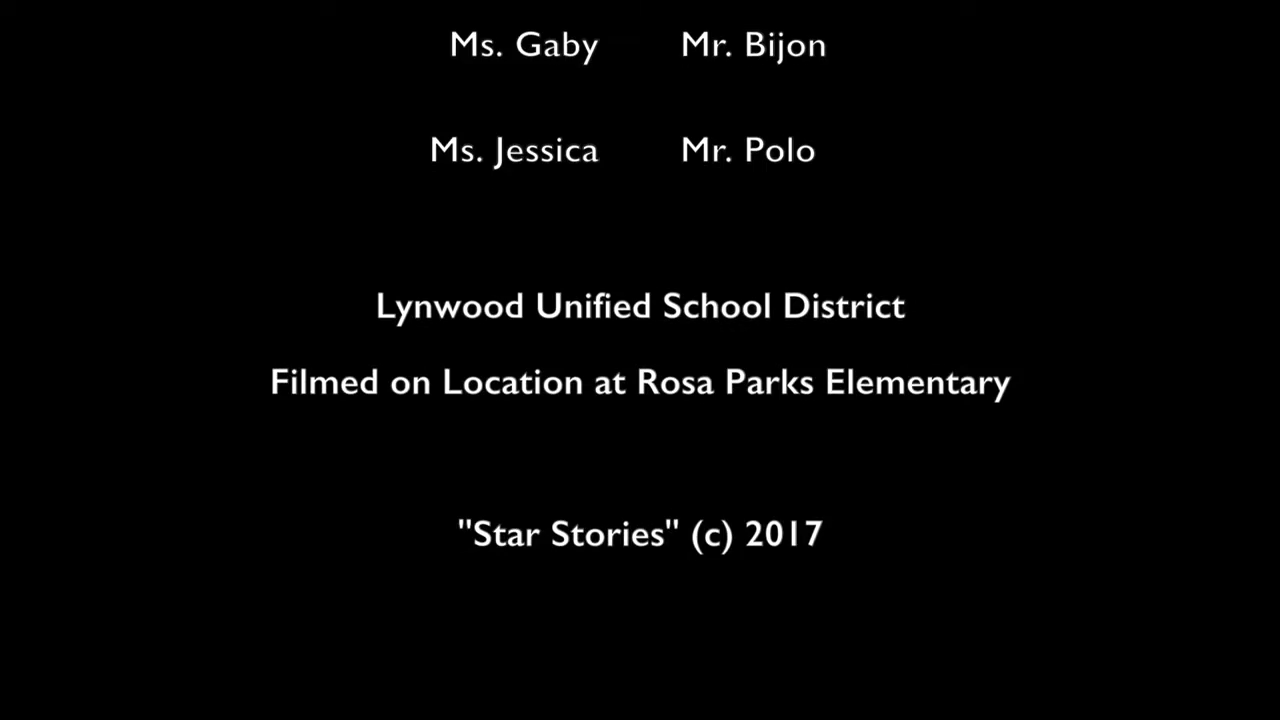 Ms. Gaby Mr. Bijon
Ms. Jessica Mr. Polo
Lynwood Unified School District
Filmed on Location at Rosa Parks Elementary
"Star Stories" (c) 2017